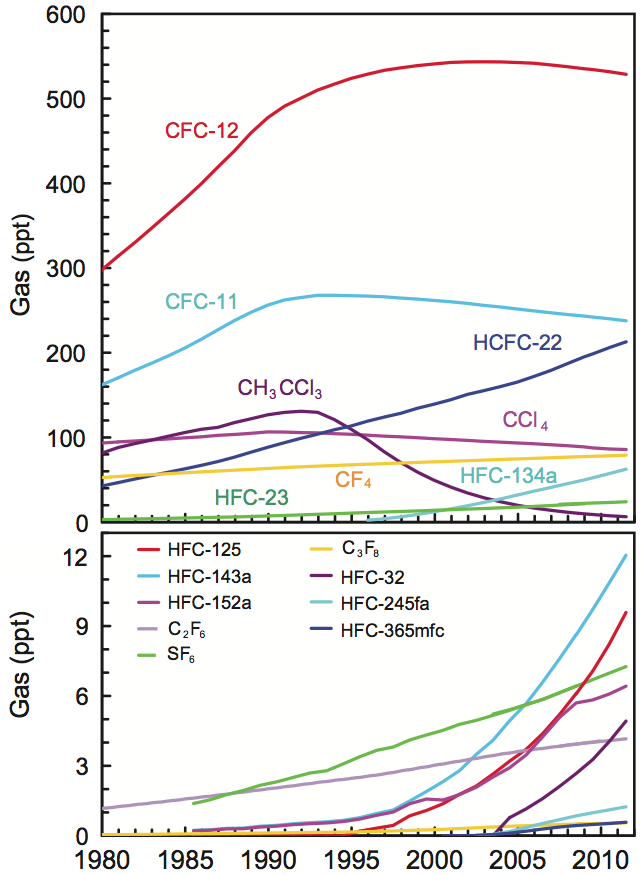 600
500
400
300
200
100
0
Gas (ppt)
CFC-12
CFC-11
HCFC-22
CH₃CCl₃
CCl₄
HFC-134a
CF₄
HFC-23
12
9
6
3
0
Gas (ppt)
HFC-125
HFC-143a
HFC-152a
C₂F₆
SF₆
C₃F₈
HFC-32
HFC-245fa
HFC-365mfc
1980 1985 1990 1995 2000 2005 2010